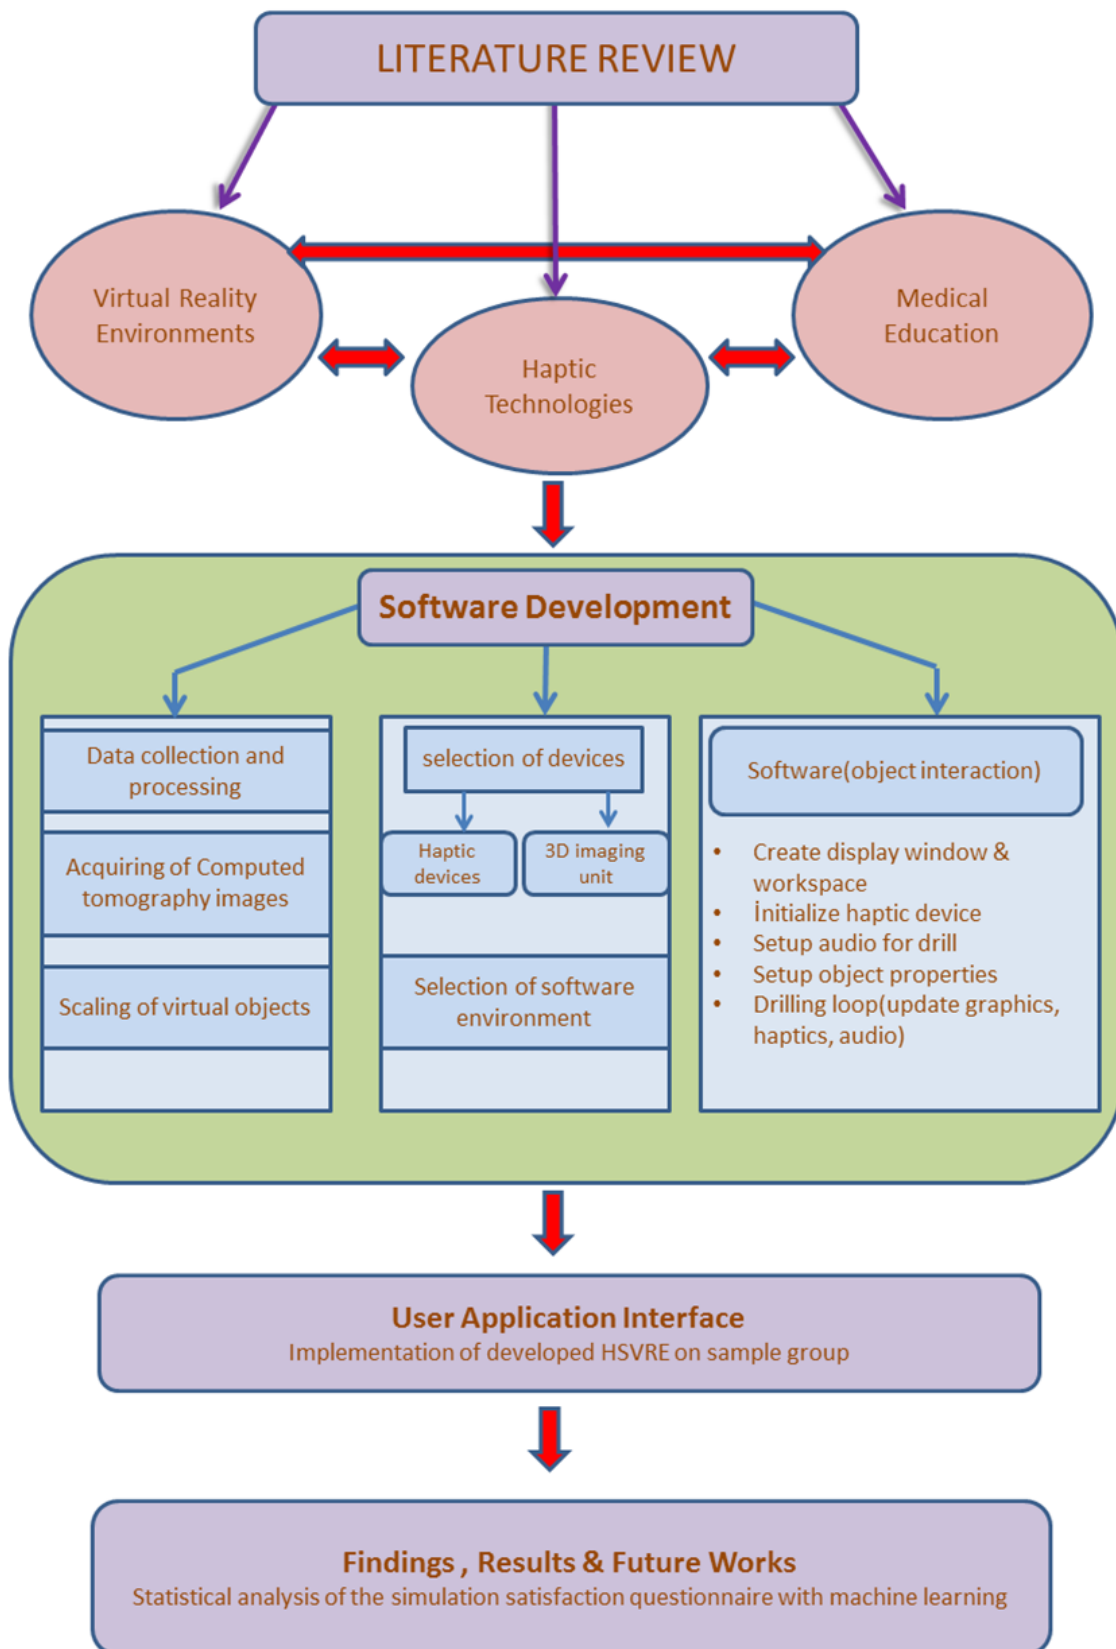 LITERATURE REVIEW
Virtual Reality
Environments
Medical
Education
Haptic
Technologies
Software Development
Data collection and
processing
Acquiring of Computed
tomography images
Scaling of virtual objects
selection of devices
Haptic
devices
3D imaging
unit
Selection of software
environment
Software(object interaction)
• Create display window &
workspace
• İnitialize haptic device
• Setup audio for drill
• Setup object properties
• Drilling loop(update graphics,
haptics, audio)
User Application Interface
Implementation of developed HSVRE on sample group
Findings , Results & Future Works
Statistical analysis of the simulation satisfaction questionnaire with machine learning